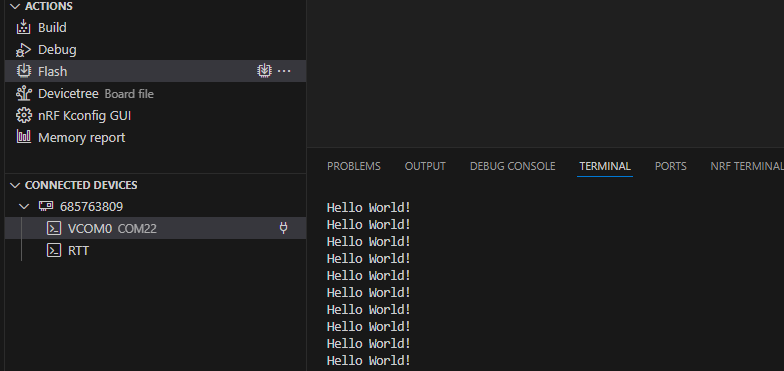 ACTIONS
Build
Debug
Flash
Devicetree Board file
nRF Kconfig GUI
Memory report
CONNECTED DEVICES
685763809
VCOM0 COM22
RTT
PROBLEMS OUTPUT DEBUG CONSOLE TERMINAL PORTS NRF TERMINAL
Hello World!
Hello World!
Hello World!
Hello World!
Hello World!
Hello World!
Hello World!
Hello World!
Hello World!
Hello World!